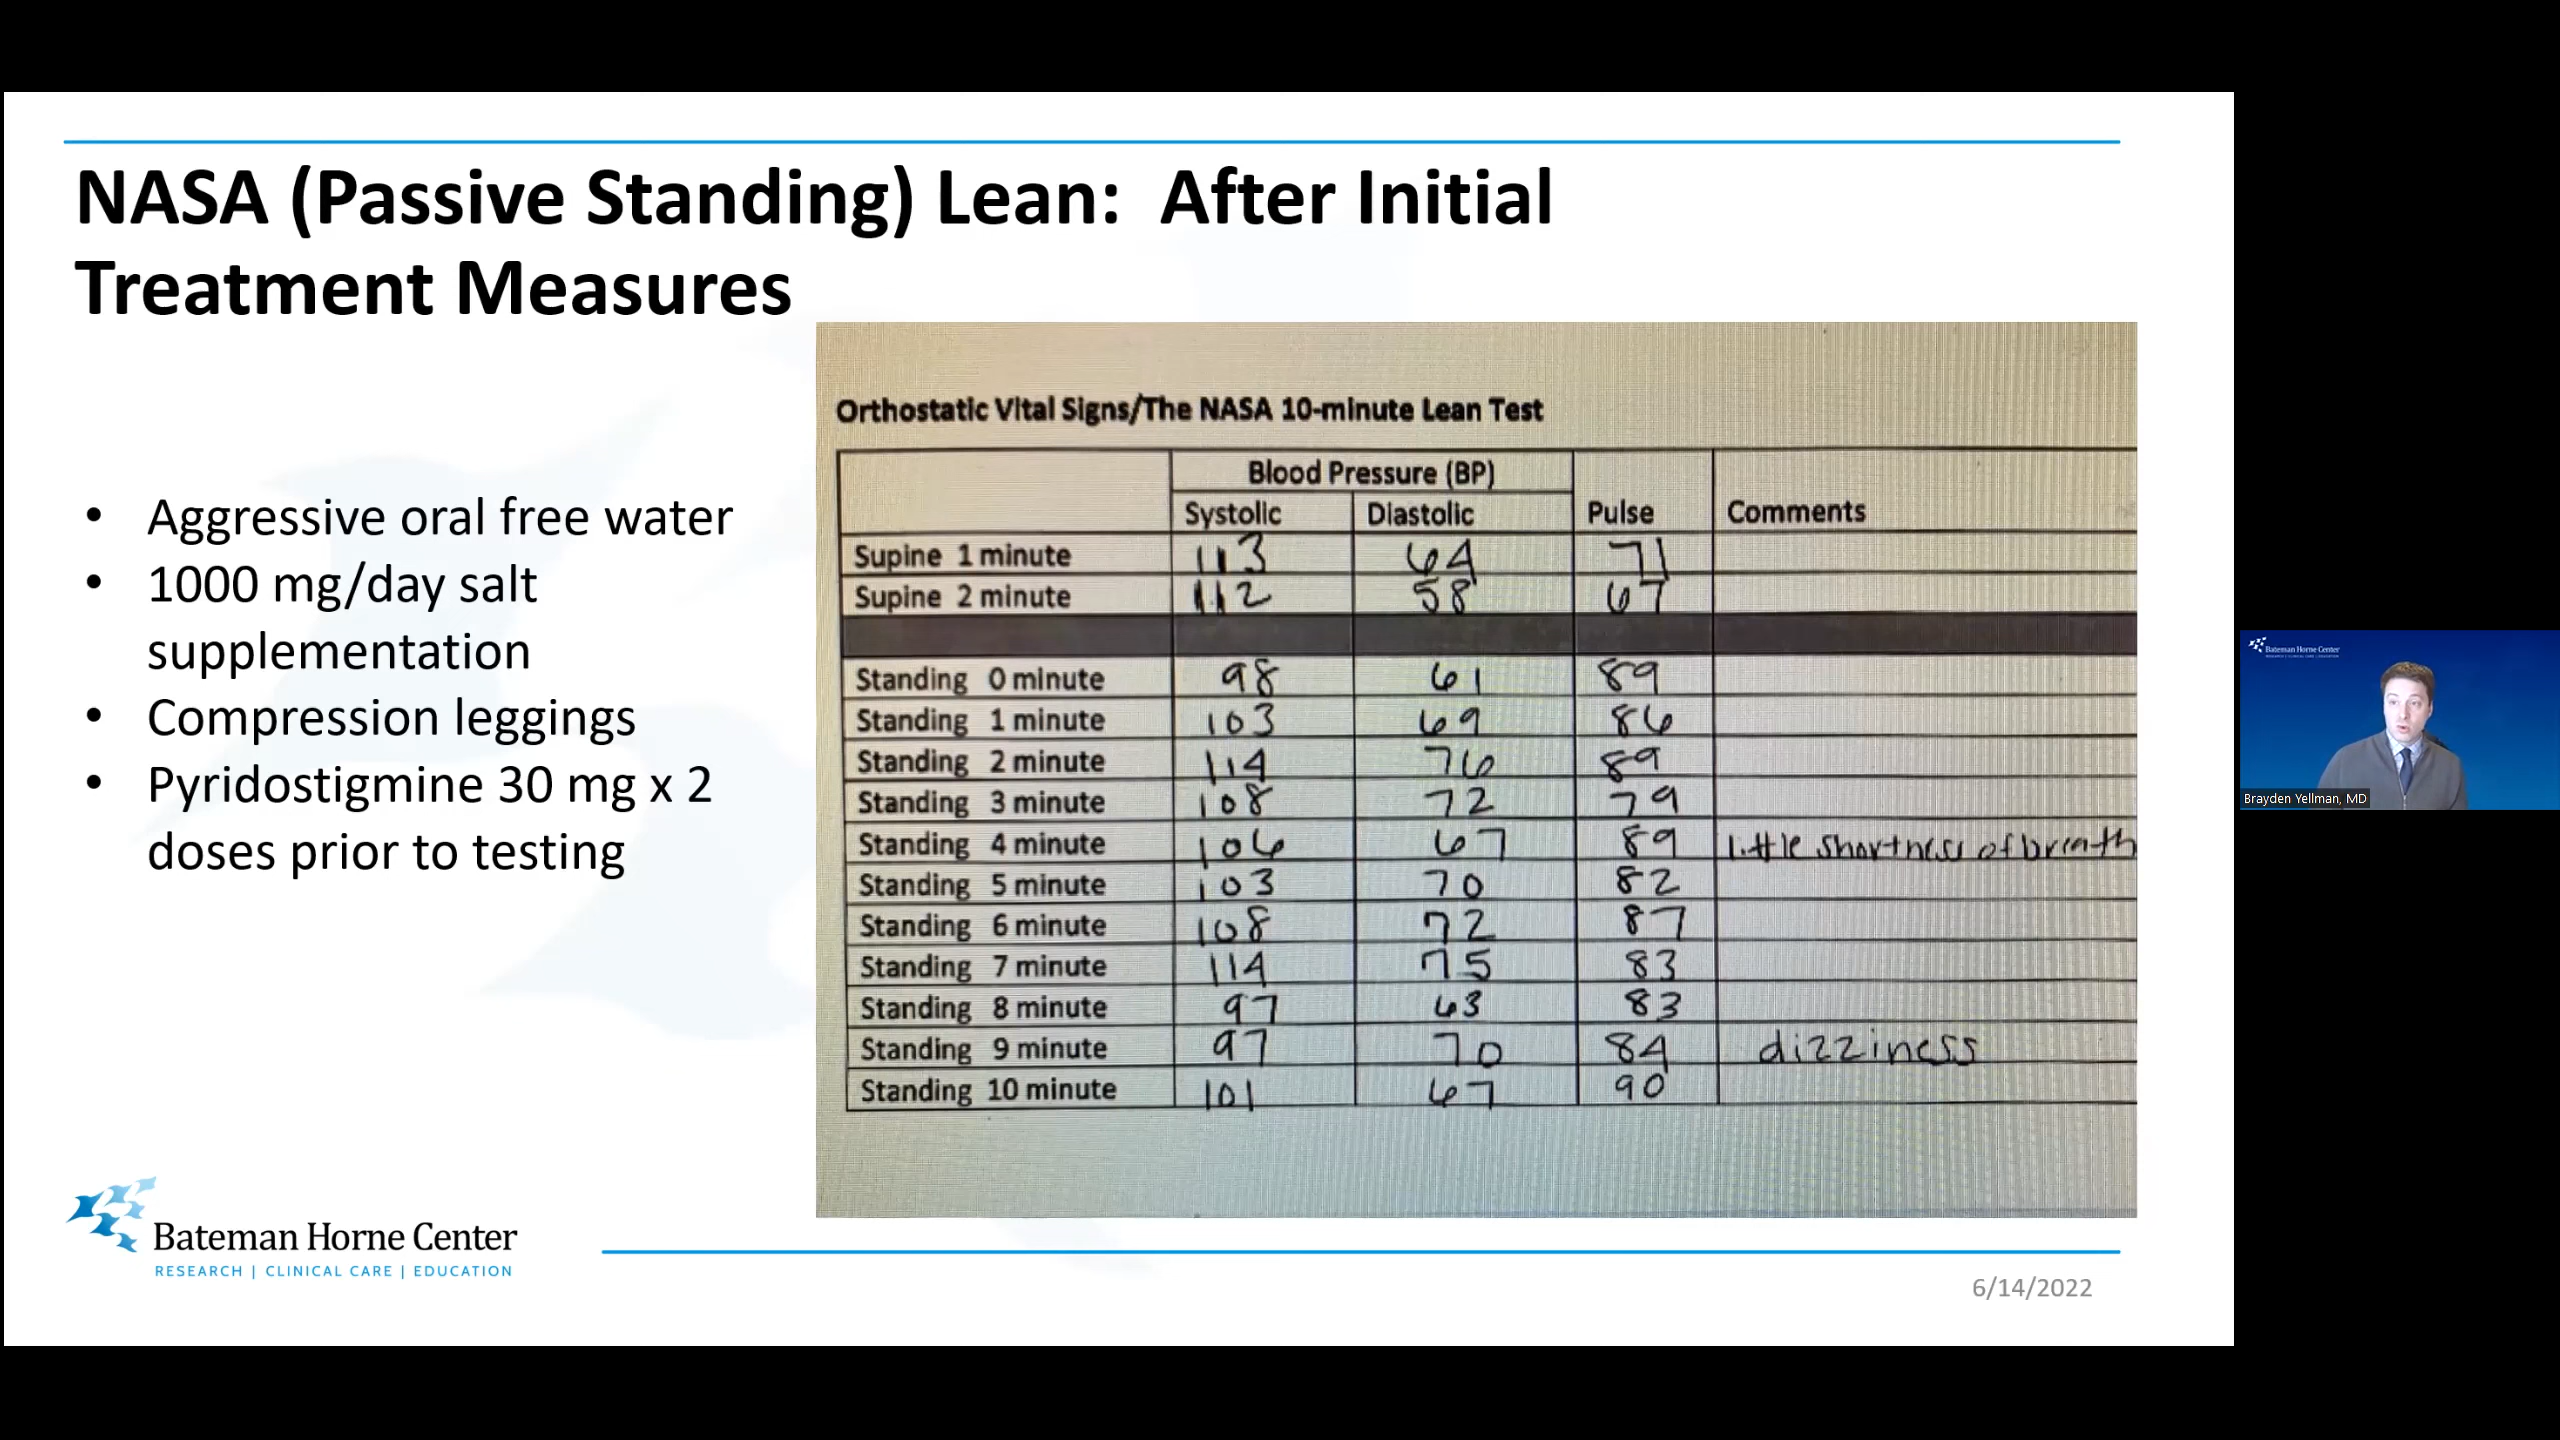 NASA (Passive Standing) Lean:  After Initial
Treatment Measures
• Aggressive oral free water
• 1000 mg/day salt
supplementation
• Compression leggings
• Pyridostigmine 30 mg x 2
doses prior to testing
Orthostatic Vital Signs/The NASA 10-minute Lean Test
Blood Pressure (BP)
Systolic Diastolic Pulse Comments
Supine 1 minute 113 64 71
Supine 2 minute 112 58 67
Standing 0 minute 98 61 89
Standing 1 minute 103 69 86
Standing 2 minute 114 76 89
Standing 3 minute 108 72 79
Standing 4 minute 106 67 89 little shortness of breath
Standing 5 minute 103 70 82
Standing 6 minute 108 72 87
Standing 7 minute 114 75 83
Standing 8 minute 97 63 83
Standing 9 minute 97 70 84 dizziness
Standing 10 minute 101 67 90
Bateman Horne Center
RESEARCH | CLINICAL CARE | EDUCATION
6/14/2022
Bateman Horne Center
RESEARCH | CLINICAL CARE | EDUCATION
Brayden Yellman, MD